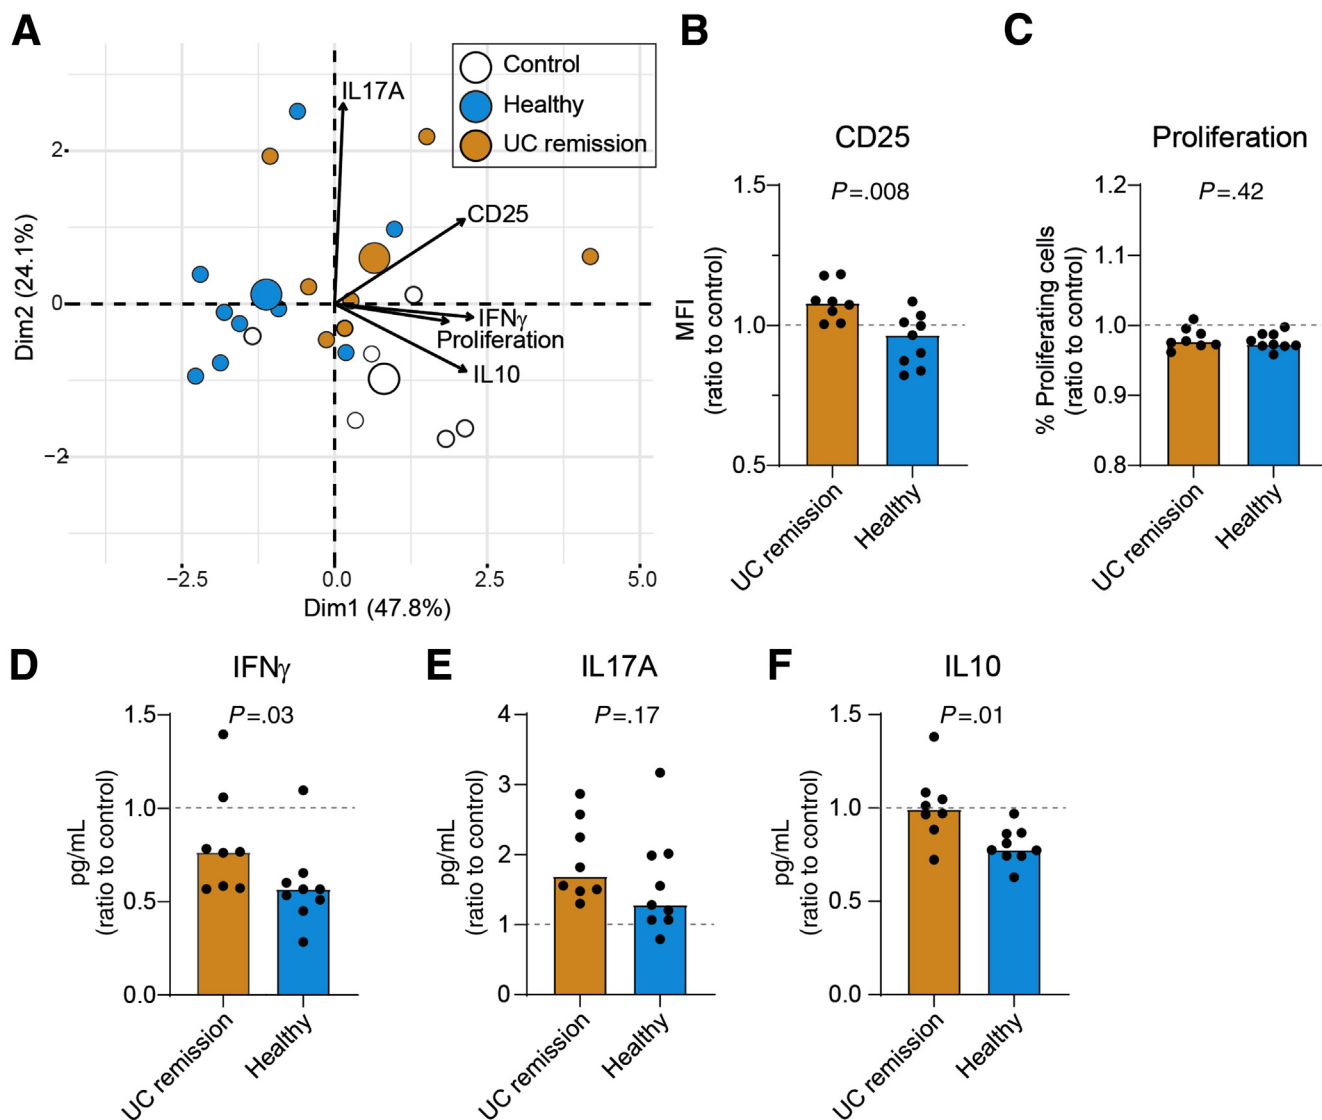 A
Control
Healthy
UC remission
IL17A
CD25
IFNγ
Proliferation
IL10
2
0
−2
Dim2 (24.1%)
−2.5
0.0
2.5
5.0
Dim1 (47.8%)
B
CD25
P=.008
1.5
1.0
0.5
MFI
(ratio to control)
UC remission
Healthy
C
Proliferation
P=.42
1.2
1.1
1.0
0.9
0.8
% Proliferating cells
(ratio to control)
UC remission
Healthy
D
IFNγ
P=.03
1.5
1.0
0.5
0.0
pg/mL
(ratio to control)
UC remission
Healthy
E
IL17A
P=.17
4
3
2
1
0
pg/mL
(ratio to control)
UC remission
Healthy
F
IL10
P=.01
1.5
1.0
0.5
0.0
pg/mL
(ratio to control)
UC remission
Healthy